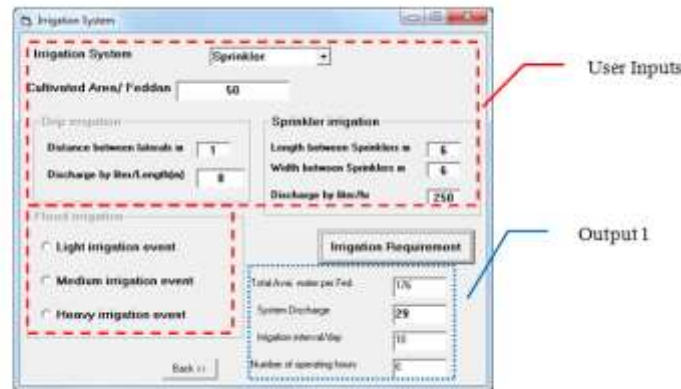 Irrigation System
Irrigation System Sprinkler
Cultivated Area/ Feddan 50
Drip irrigation
Distance between laterals m 1
Discharge by liter/Length(m) 8
Sprinkler irrigation
Length between Sprinklers m 6
Width between Sprinklers m 6
Discharge by liter/hr 250
Flood irrigation
Light irrigation event
Medium irrigation event
Heavy irrigation event
Irrigation Requirement
Total Avai. water per Fed. 176
System Discharge 29
Irrigation interval/day 10
Number of operating hours 6
Back <<
User Inputs
Output 1